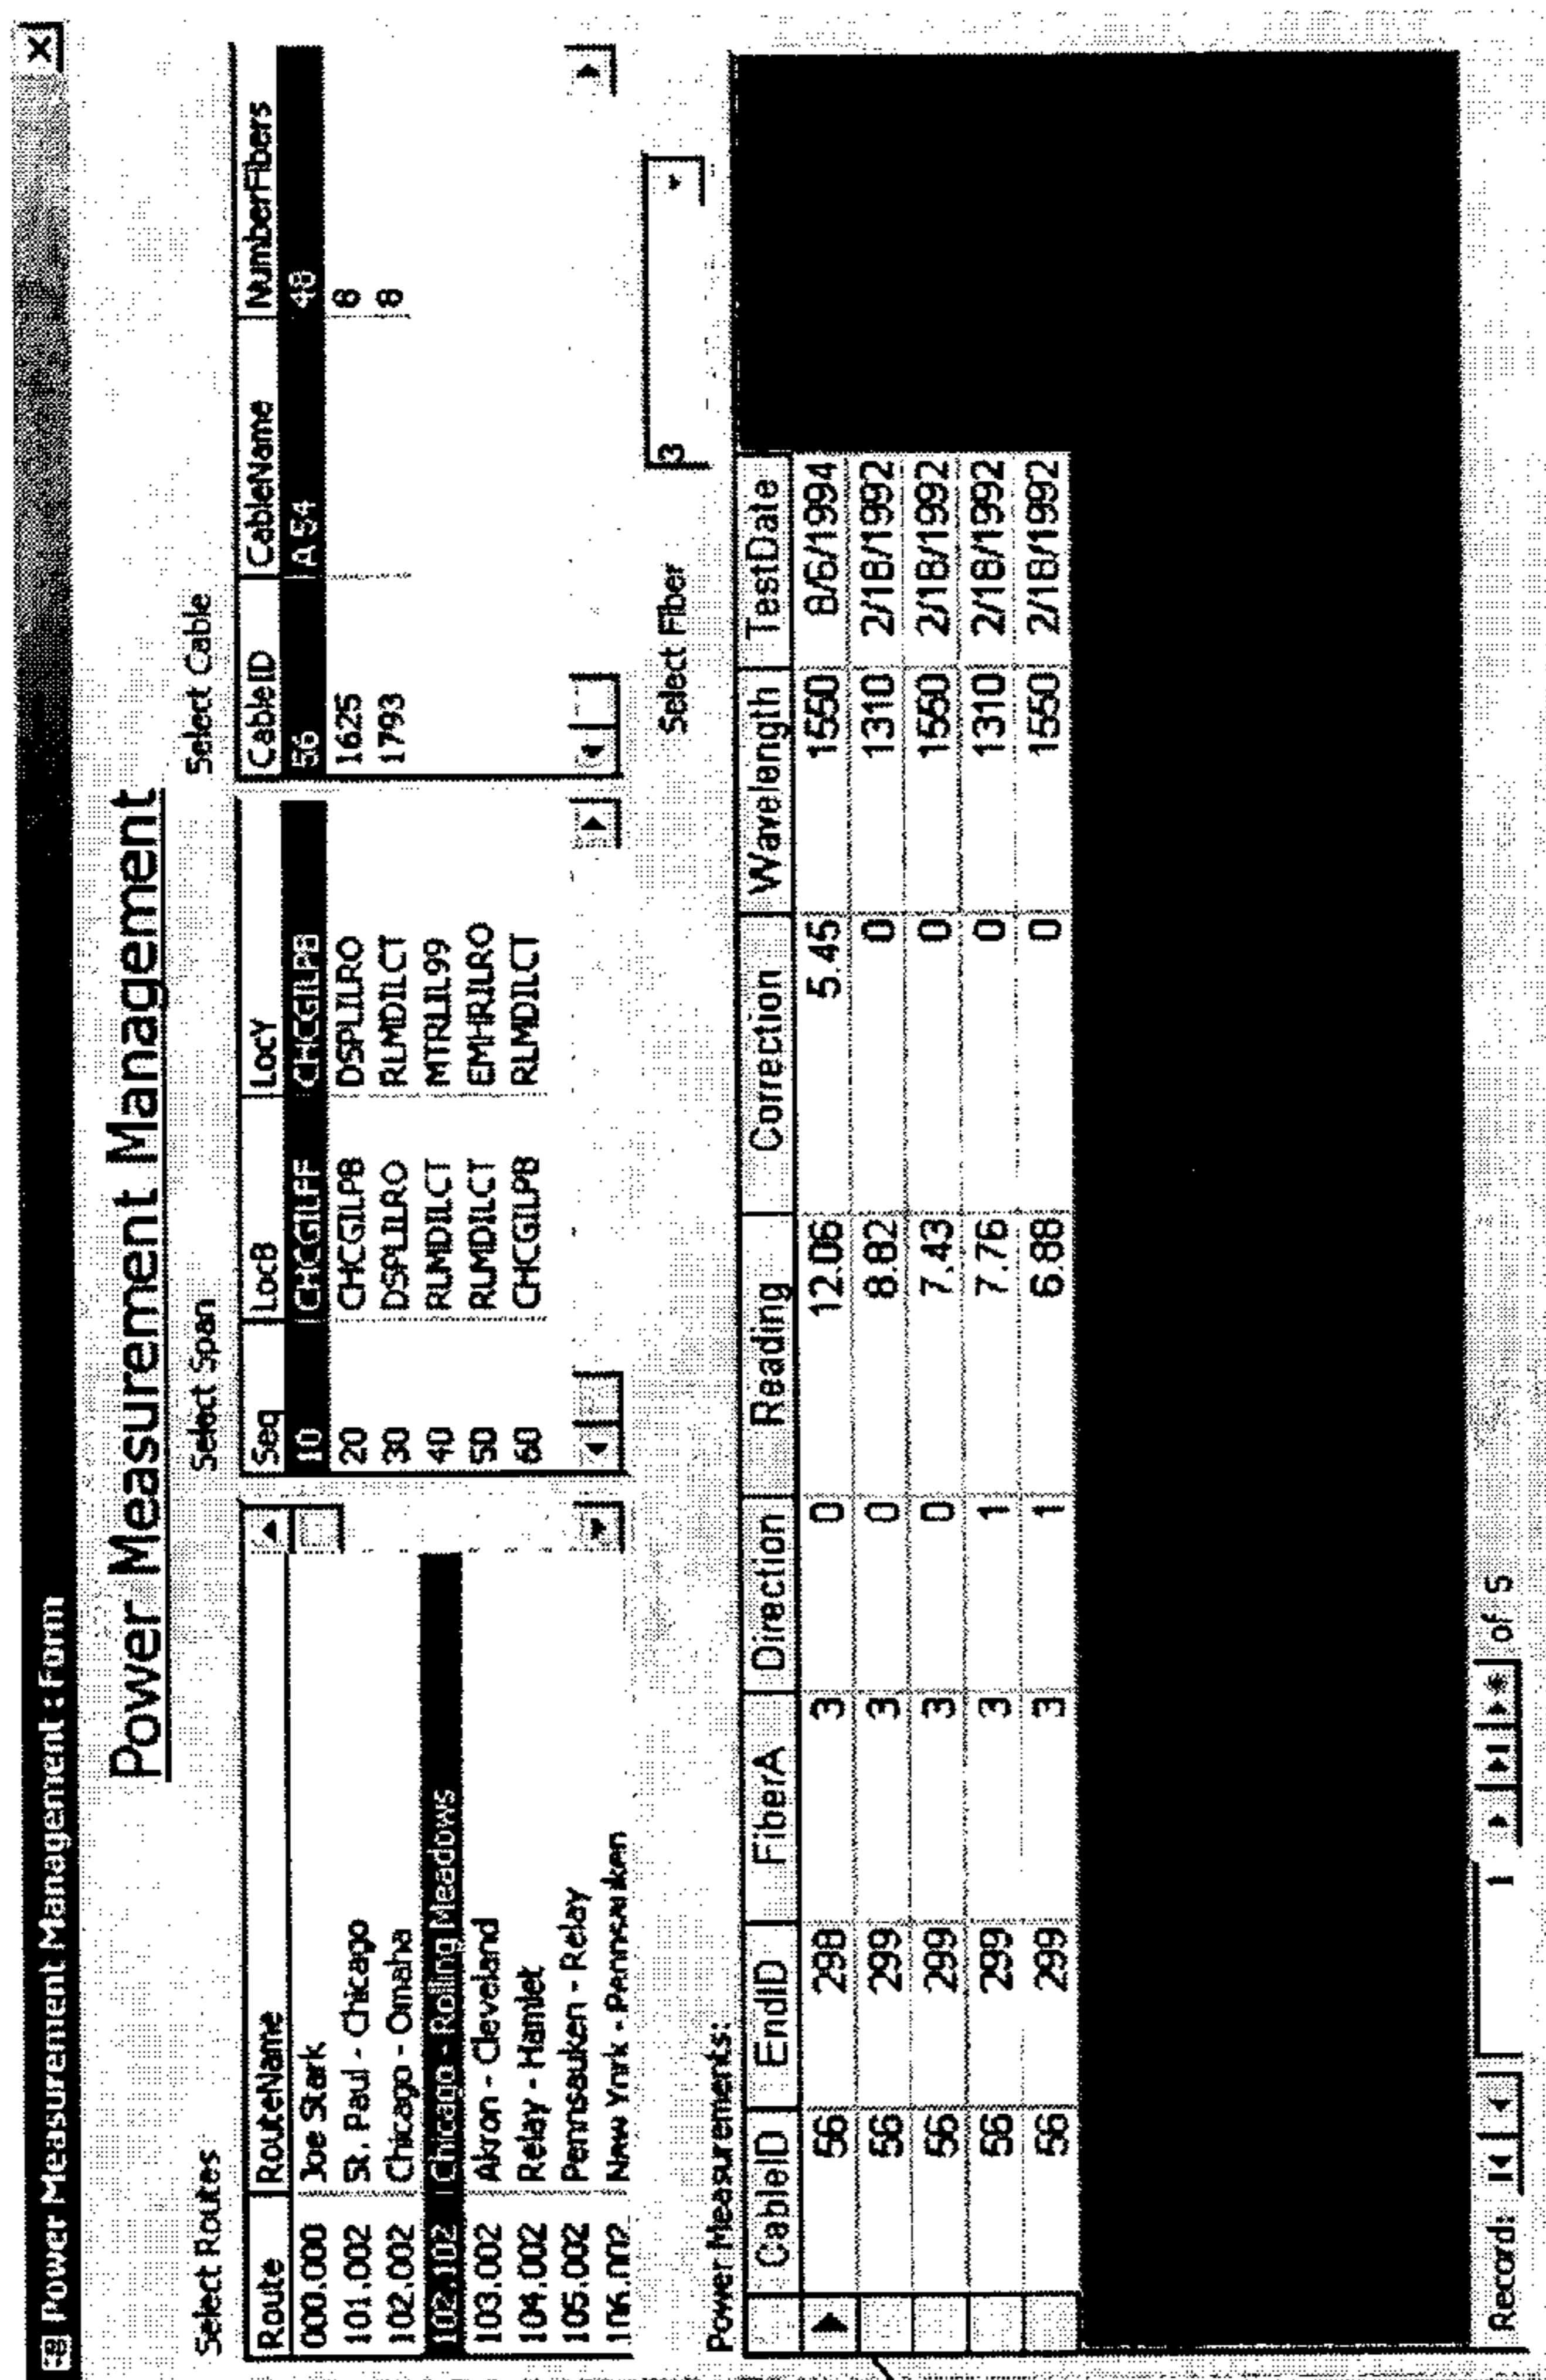 Power Measurement Management : Form
Power Measurement Management
Select Routes
Route RouteName
000.000 Joe Stark
101.002 St. Paul - Chicago
102.002 Chicago - Omaha
102.102 Chicago - Rolling Meadows
103.002 Akron - Cleveland
104.002 Relay - Hamlet
105.002 Pennsauken - Relay
106.002 New York - Pennsauken
Select Span
Seq LocB LocY
10 CHCGILFF CHCGILPB
20 CHCGILPB DSPLILRO
30 DSPLILRO RLMDILCT
40 RLMDILCT MTRLIL99
50 RLMDILCT EMHRILRO
60 CHCGILPB RLMDILCT
Select Cable
CableID CableName NumberFibers
56 A 54 48
1625 8
1793 8
Select Fiber
3
Power Measurements:
CableID EndID FiberA Direction Reading Correction Wavelength TestDate
56 298 3 0 12.06 5.45 1550 8/6/1994
56 299 3 0 8.82 0 1310 2/18/1992
56 299 3 0 7.43 0 1550 2/18/1992
56 299 3 1 7.76 0 1310 2/18/1992
56 299 3 1 6.88 0 1550 2/18/1992
Record: 1 of 5